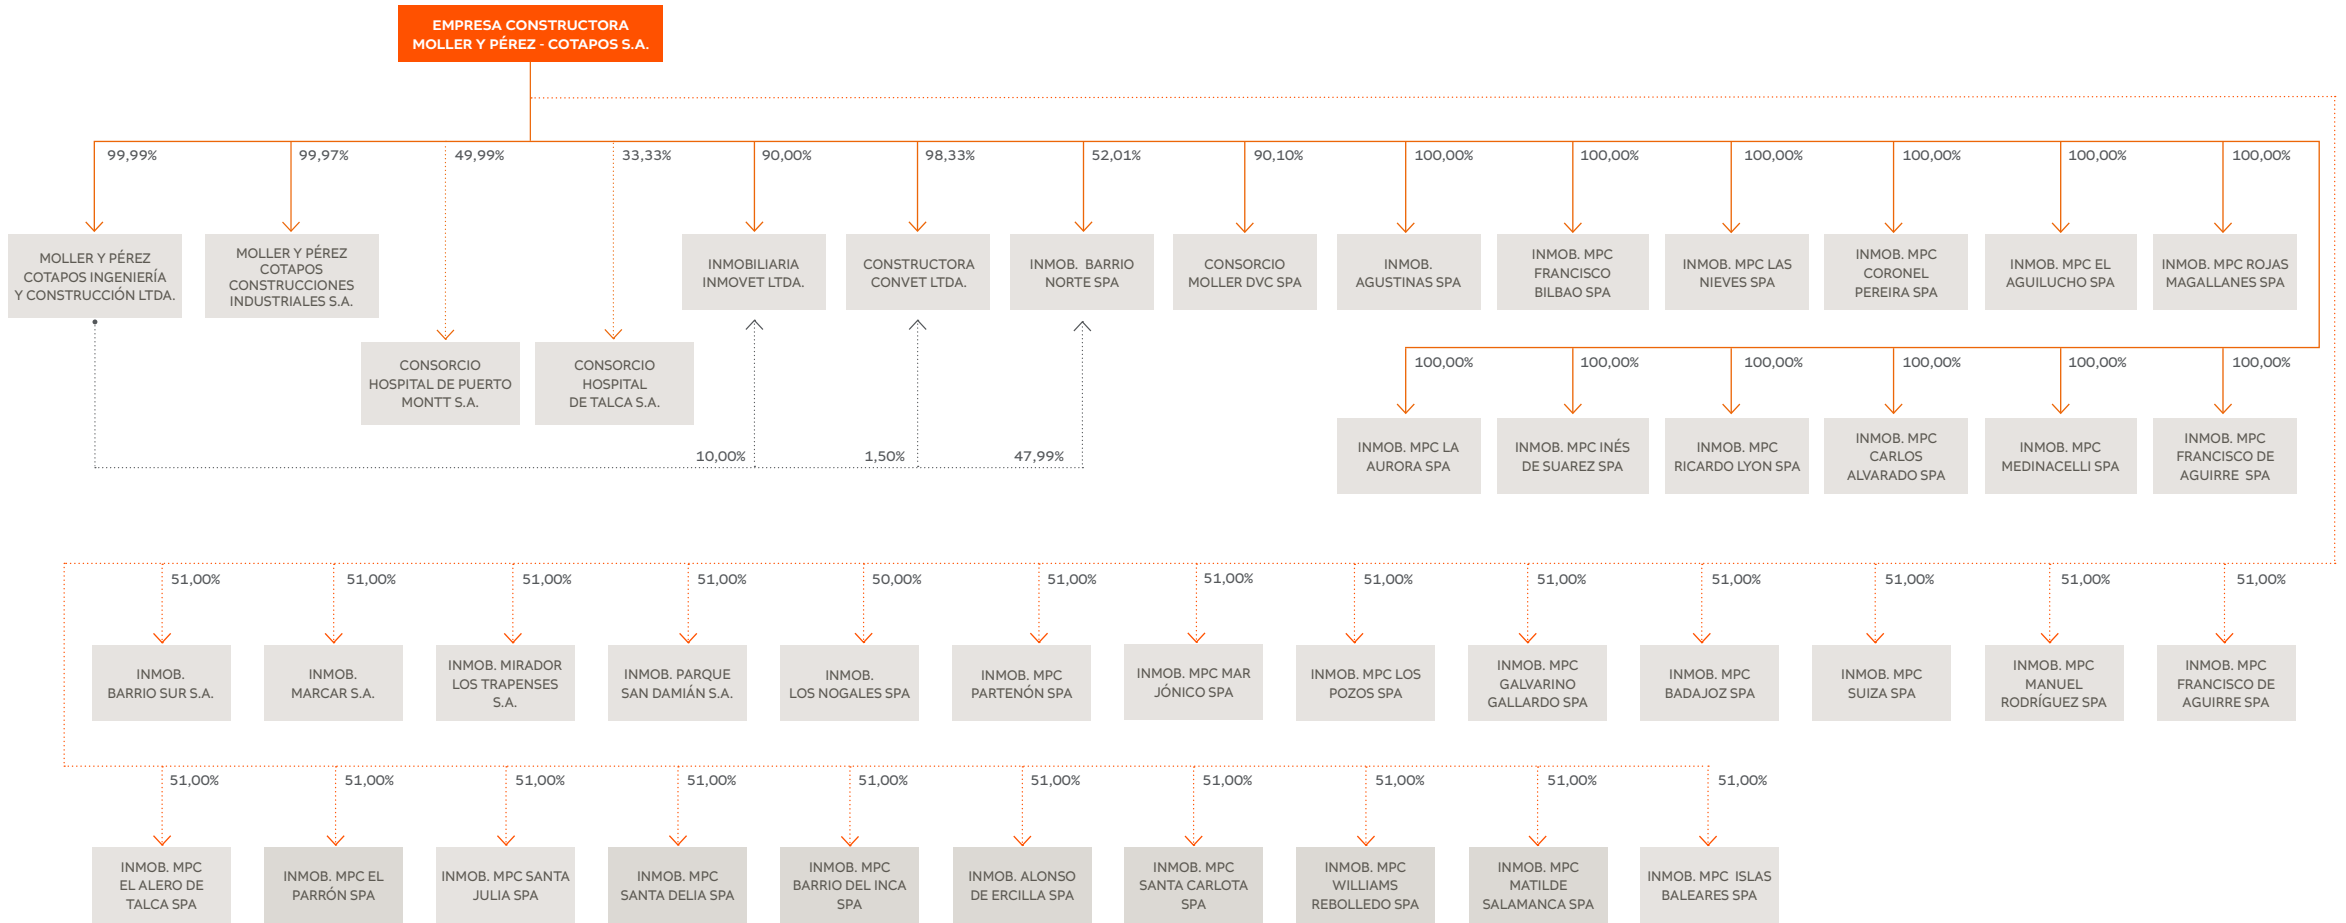 EMPRESA CONSTRUCTORA
MOLLER Y PÉREZ - COTAPOS S.A.
99,99%
99,97%
49,99%
33,33%
90,00%
98,33%
52,01%
90,10%
100,00%
100,00%
100,00%
100,00%
100,00%
100,00%
MOLLER Y PÉREZ
COTAPOS INGENIERÍA
Y CONSTRUCCIÓN LTDA.
MOLLER Y PÉREZ
COTAPOS
CONSTRUCCIONES
INDUSTRIALES S.A.
INMOBILIARIA
INMOVET LTDA.
CONSTRUCTORA
CONVET LTDA.
INMOB. BARRIO
NORTE SPA
CONSORCIO
MOLLER DVC SPA
INMOB.
AGUSTINAS SPA
INMOB. MPC
FRANCISCO
BILBAO SPA
INMOB. MPC LAS
NIEVES SPA
INMOB. MPC
CORONEL
PEREIRA SPA
INMOB. MPC EL
AGUILUCHO SPA
INMOB. MPC ROJAS
MAGALLANES SPA
CONSORCIO
HOSPITAL DE PUERTO
MONTT S.A.
CONSORCIO
HOSPITAL
DE TALCA S.A.
100,00%
100,00%
100,00%
100,00%
100,00%
100,00%
INMOB. MPC LA
AURORA SPA
INMOB. MPC INÉS
DE SUAREZ SPA
INMOB. MPC
RICARDO LYON SPA
INMOB. MPC
CARLOS
ALVARADO SPA
INMOB. MPC
MEDINACELLI SPA
INMOB. MPC
FRANCISCO DE
AGUIRRE SPA
10,00%
1,50%
47,99%
51,00%
51,00%
51,00%
51,00%
50,00%
51,00%
51,00%
51,00%
51,00%
51,00%
51,00%
51,00%
51,00%
INMOB.
BARRIO SUR S.A.
INMOB.
MARCAR S.A.
INMOB. MIRADOR
LOS TRAPENSES
S.A.
INMOB. PARQUE
SAN DAMIÁN S.A.
INMOB.
LOS NOGALES SPA
INMOB. MPC
PARTENÓN SPA
INMOB. MPC MAR
JÓNICO SPA
INMOB. MPC LOS
POZOS SPA
INMOB. MPC
GALVARINO
GALLARDO SPA
INMOB. MPC
BADAJOZ SPA
INMOB. MPC
SUIZA SPA
INMOB. MPC
MANUEL
RODRÍGUEZ SPA
INMOB. MPC
FRANCISCO DE
AGUIRRE SPA
51,00%
51,00%
51,00%
51,00%
51,00%
51,00%
51,00%
51,00%
51,00%
51,00%
INMOB. MPC
EL ALERO DE
TALCA SPA
INMOB. MPC EL
PARRÓN SPA
INMOB. MPC SANTA
JULIA SPA
INMOB. MPC
SANTA DELIA SPA
INMOB. MPC
BARRIO DEL INCA
SPA
INMOB. ALONSO
DE ERCILLA SPA
INMOB. MPC
SANTA CARLOTA
SPA
INMOB. MPC
WILLIAMS
REBOLLEDO SPA
INMOB. MPC
MATILDE
SALAMANCA SPA
INMOB. MPC ISLAS
BALEARES SPA